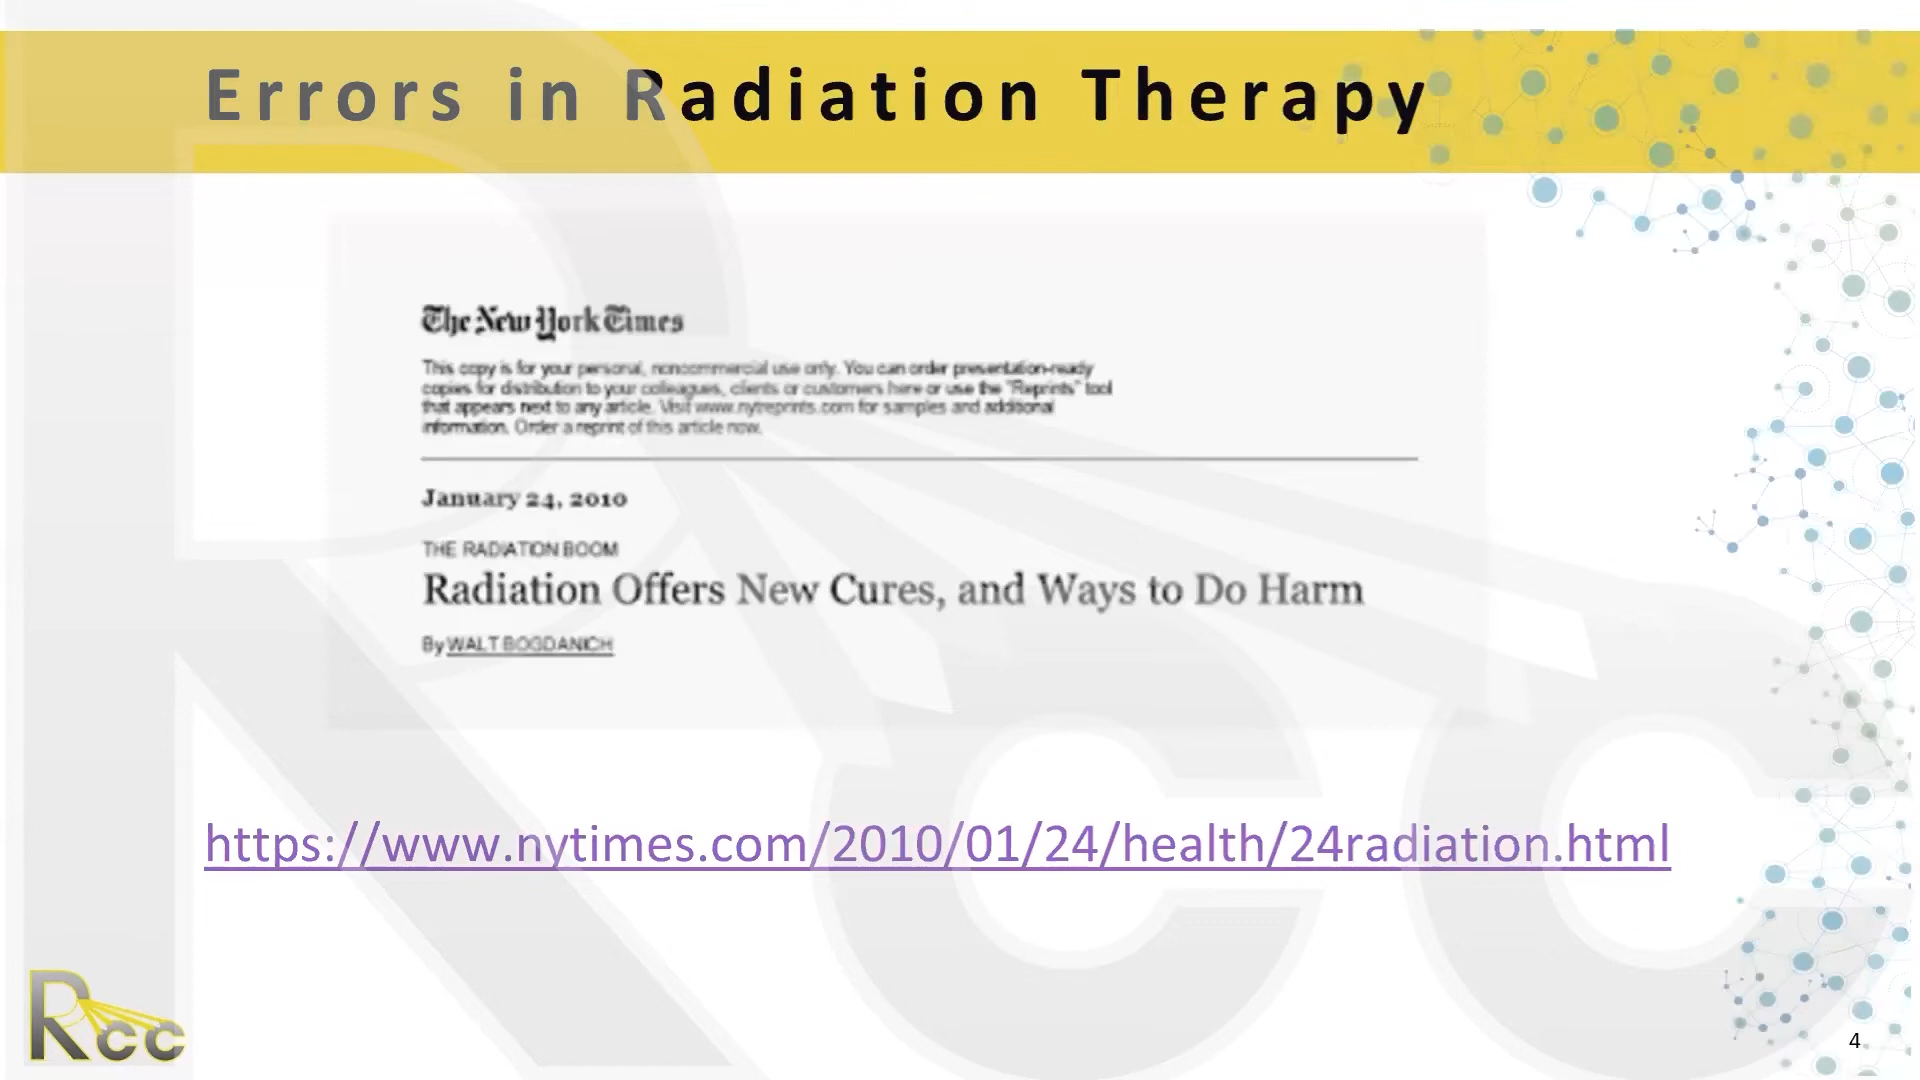 Errors in Radiation Therapy
The New York Times
This copy is for your personal, noncommercial use only. You can order presentation-ready
copies for distribution to your colleagues, clients or customers here or use the "Reprints" tool
that appears next to any article. Visit www.nytreprints.com for samples and additional
information. Order a reprint of this article now.
January 24, 2010
THE RADIATION BOOM
Radiation Offers New Cures, and Ways to Do Harm
By WALT BOGDANICH
https://www.nytimes.com/2010/01/24/health/24radiation.html
Rcc
4